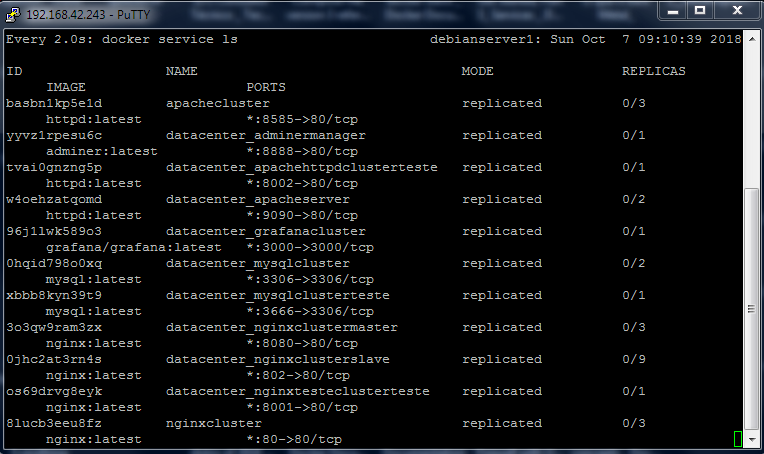 192.168.42.243 - PuTTY
Every 2.0s: docker service ls debianserver1: Sun Oct 7 09:10:39 2018
ID NAME MODE REPLICAS
IMAGE PORTS
basbn1kp5e1d apachecluster replicated 0/3
httpd:latest *:8585->80/tcp
yyvz1rpesu6c datacenter_adminermanager replicated 0/1
adminer:latest *:8888->80/tcp
tvai0gnzng5p datacenter_apachehttpdclusterteste replicated 0/1
httpd:latest *:8002->80/tcp
w4oehzatqomd datacenter_apacheserver replicated 0/2
httpd:latest *:9090->80/tcp
96j1lwk589o3 datacenter_grafanacluster replicated 0/1
grafana/grafana:latest *:3000->3000/tcp
0hqid798o0xq datacenter_mysqlcluster replicated 0/2
mysql:latest *:3306->3306/tcp
xbbb8kyn39t9 datacenter_mysqlclusterteste replicated 0/1
mysql:latest *:3666->3306/tcp
3o3qw9ram3zx datacenter_nginxclustermaster replicated 0/3
nginx:latest *:8080->80/tcp
0jhc2at3rn4s datacenter_nginxclusterslave replicated 0/9
nginx:latest *:802->80/tcp
os69drvg8eyk datacenter_nginxtesteclusterteste replicated 0/1
nginx:latest *:8001->80/tcp
8lucb3eeu8fz nginxcluster replicated 0/3
nginx:latest *:80->80/tcp